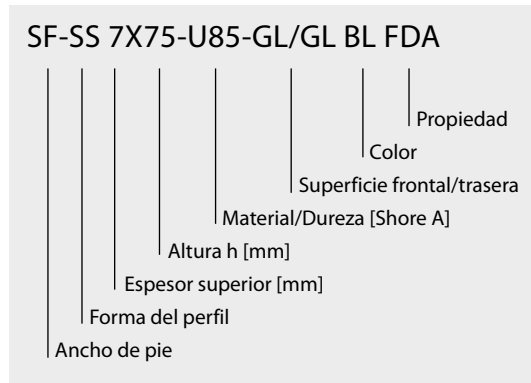 SF-SS 7X75-U85-GL/GL BL FDA
Propiedad
Color
Superficie frontal/trasera
Material/Dureza [Shore A]
Altura h [mm]
Espesor superior [mm]
Forma del perfil
Ancho de pie